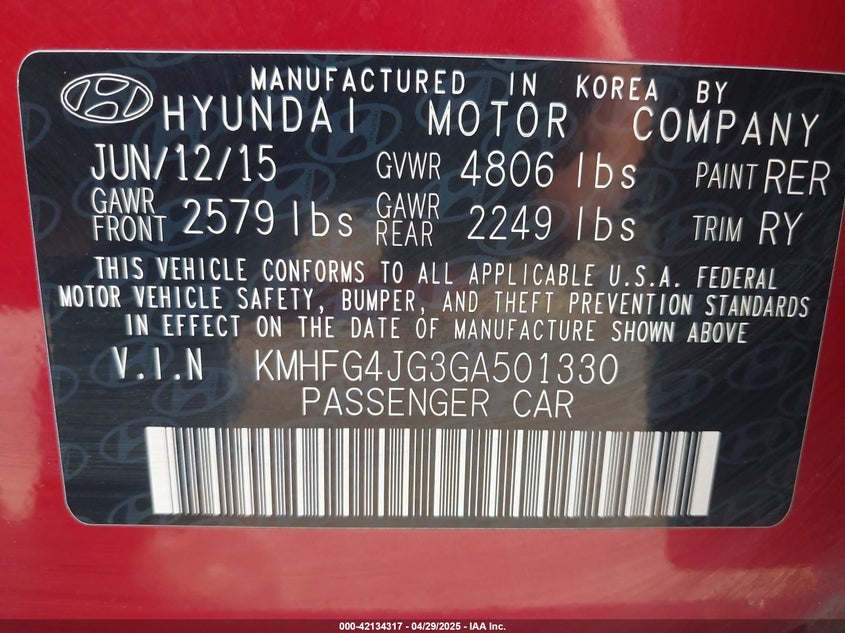 MANUFACTURED IN KOREA BY
HYUNDAI MOTOR COMPANY
JUN/12/15 GVWR 4806 lbs PAINT RER
GAWR FRONT 2579 lbs GAWR REAR 2249 lbs TRIM RY
THIS VEHICLE CONFORMS TO ALL APPLICABLE U.S.A. FEDERAL
MOTOR VEHICLE SAFETY, BUMPER, AND THEFT PREVENTION STANDARDS
IN EFFECT ON THE DATE OF MANUFACTURE SHOWN ABOVE
V.I.N KMHFG4JG3GA501330
PASSENGER CAR
000-42134317 - 04/29/2025 - IAA Inc.